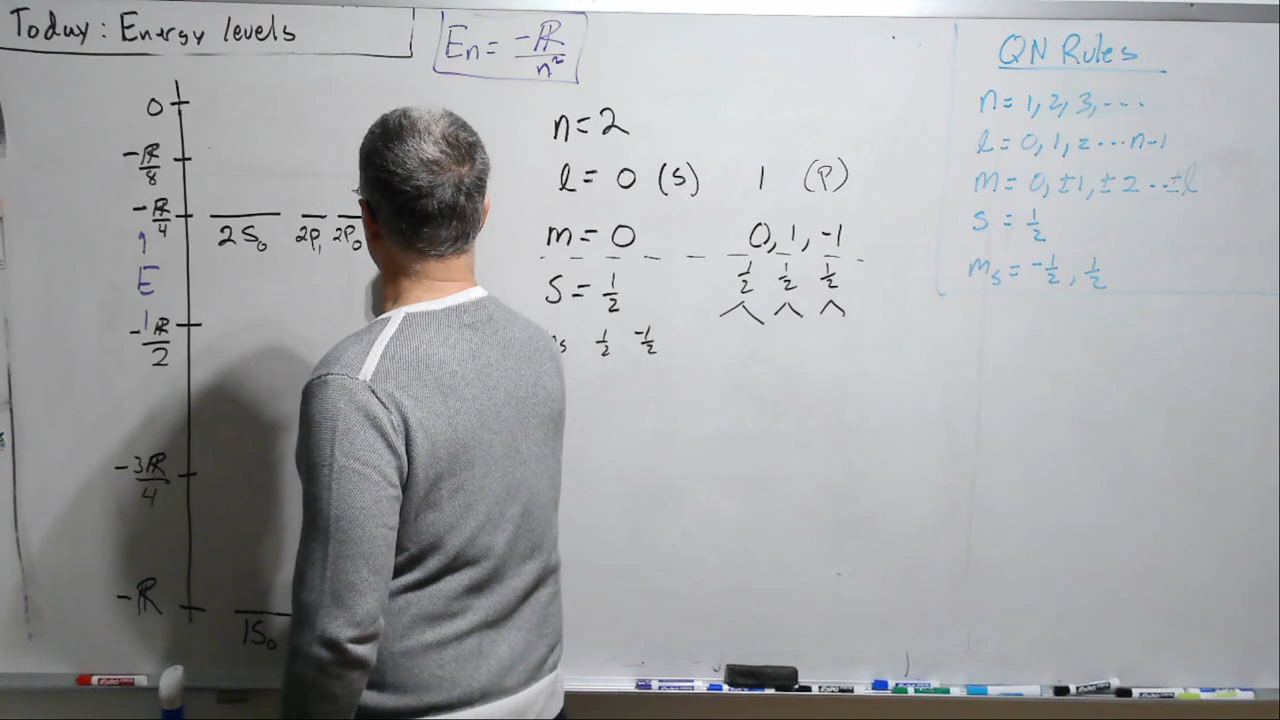 Today: Energy levels
En = -ℝ/n²
0
-ℝ/8
-ℝ/4
2S₀ 2P₁ 2P₀
↑
E
-1ℝ/2
-3ℝ/4
-ℝ
1S₀
n=2
l = 0 (S) 1 (P)
m = 0 0, 1, -1
S = 1/2 1/2 1/2 1/2
s 1/2 -1/2
QN Rules
n = 1, 2, 3, ...
l = 0, 1, 2 ... n-1
m = 0, ±1, ±2 ... ±l
S = 1/2
ms = -1/2, 1/2